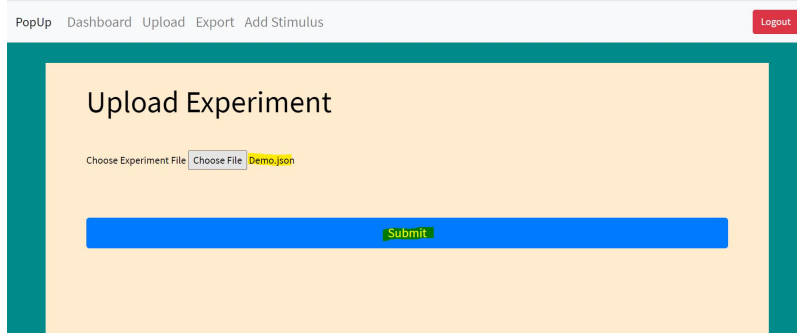 PopUp Dashboard Upload Export Add Stimulus Logout
Upload Experiment
Choose Experiment File Choose File Demo.json
Submit